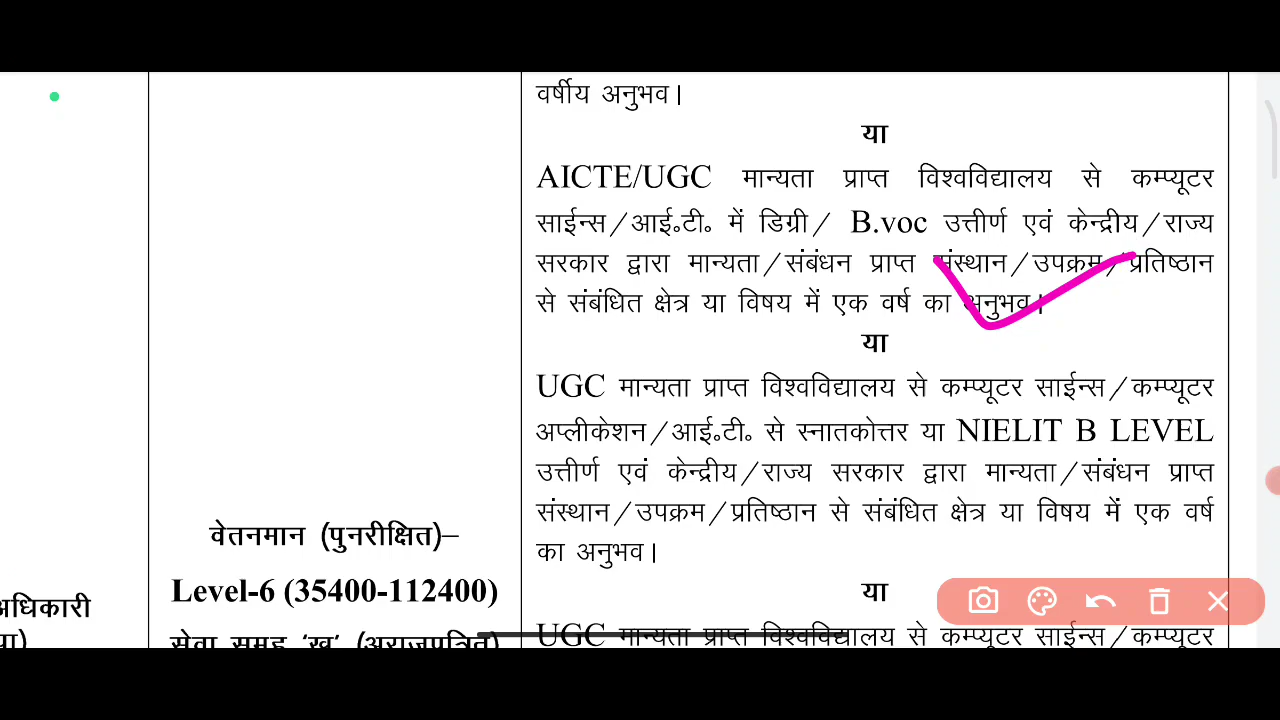 वर्षीय अनुभव।
या
AICTE/UGC मान्यता प्राप्त विश्वविद्यालय से कम्प्यूटर
साईन्स/आई०टी० में डिग्री/ B.voc उत्तीर्ण एवं केन्द्रीय/राज्य
सरकार द्वारा मान्यता/संबंधन प्राप्त संस्थान/उपक्रम/प्रतिष्ठान
से संबंधित क्षेत्र या विषय में एक वर्ष का अनुभव।
या
UGC मान्यता प्राप्त विश्वविद्यालय से कम्प्यूटर साईन्स/कम्प्यूटर
अप्लीकेशन/आई०टी० से स्नातकोत्तर या NIELIT B LEVEL
उत्तीर्ण एवं केन्द्रीय/राज्य सरकार द्वारा मान्यता/संबंधन प्राप्त
संस्थान/उपक्रम/प्रतिष्ठान से संबंधित क्षेत्र या विषय में एक वर्ष
का अनुभव।
या
UGC मान्यता प्राप्त विश्वविद्यालय से कम्प्यूटर साईन्स/कम्प्यूटर
वेतनमान (पुनरीक्षित)–
Level-6 (35400-112400)
सेवा समूह 'ख' (अराजपत्रित)